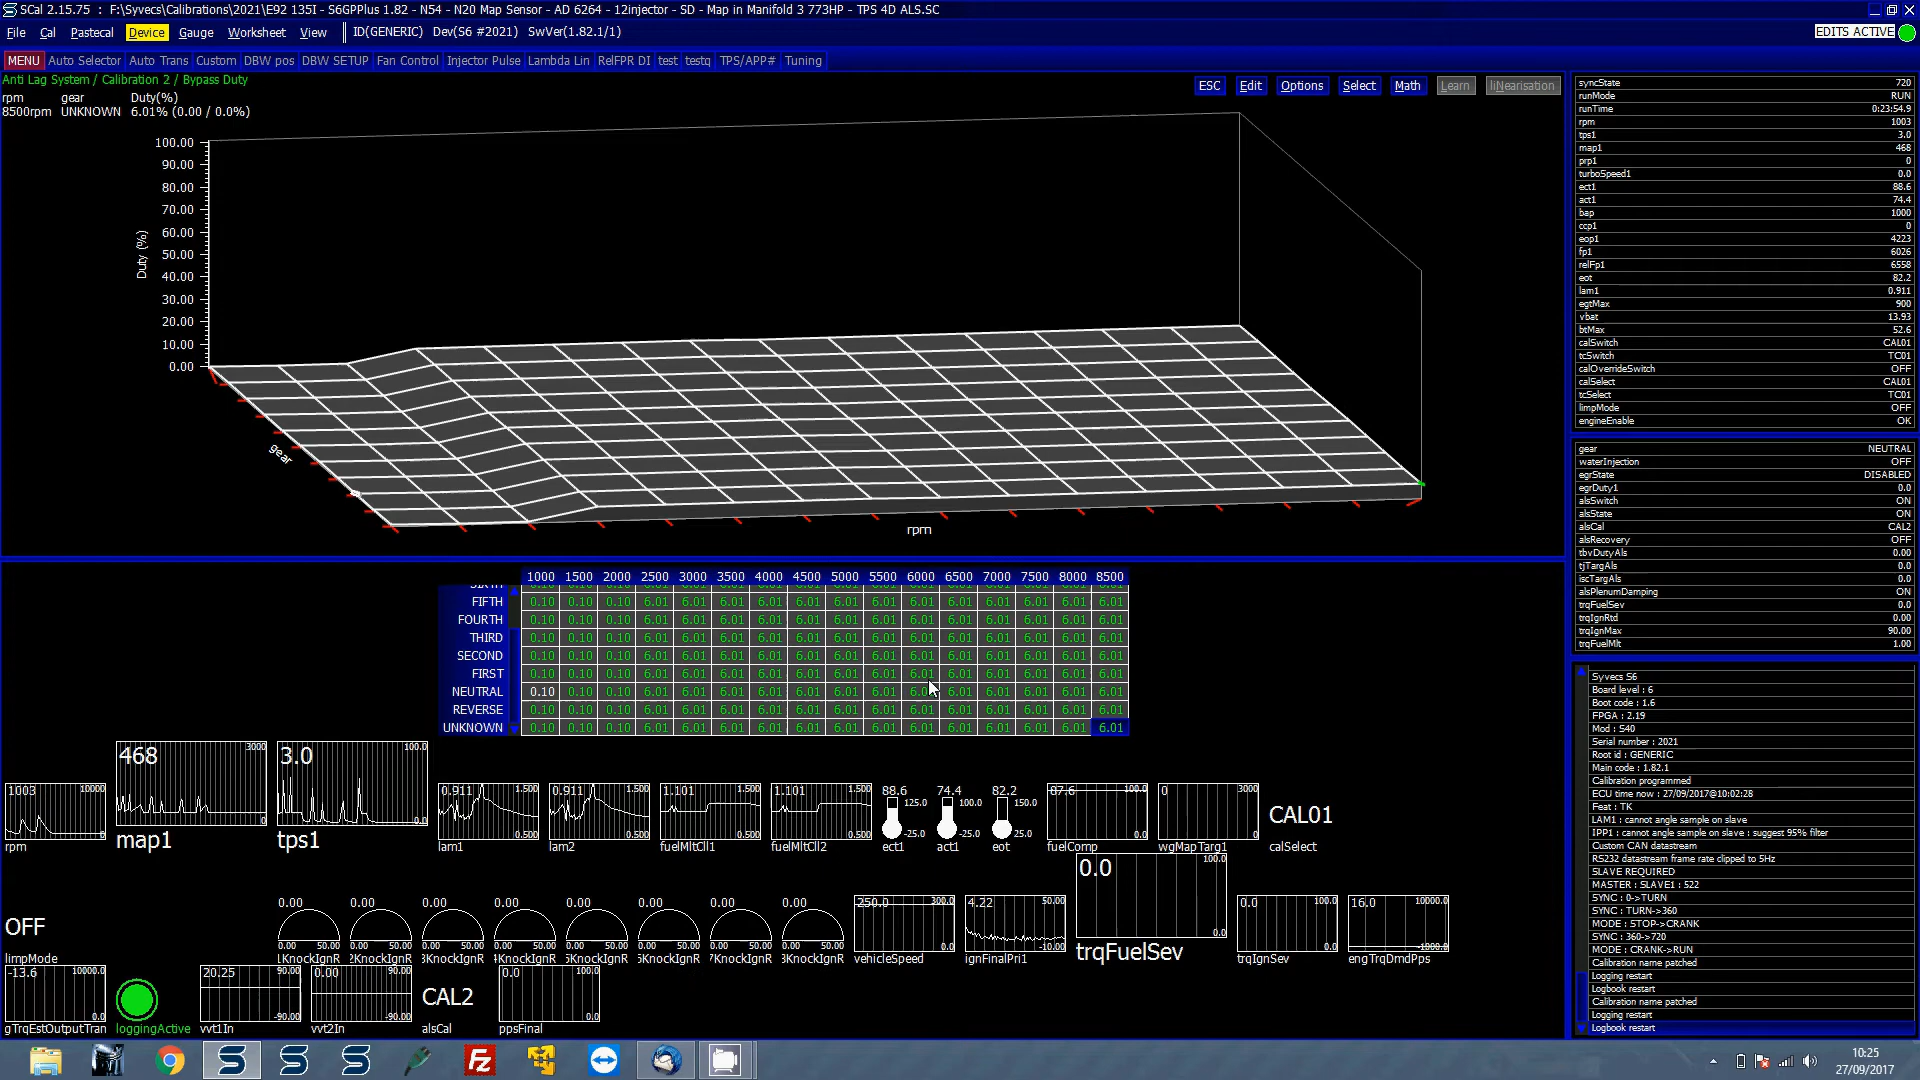 SCal 2.15.75 : F:\Syvecs\Calibrations\2021\E92 135I - S6GPPlus 1.82 - N54 - N20 Map Sensor - AD 6264 - 12injector - SD - Map in Manifold 3 773HP - TPS 4D ALS.SC
File Cal Pastecal Device Gauge Worksheet View ID(GENERIC) Dev(S6 #2021) SwVer(1.82.1/1) EDITS ACTIVE
MENU Auto Selector Auto Trans Custom DBW pos DBW SETUP Fan Control Injector Pulse Lambda Lin RelFPR DI test testq TPS/APP# Tuning
Anti Lag System / Calibration 2 / Bypass Duty
ESC Edit Options Select Math Learn liNearisation
rpm gear Duty(%)
8500rpm UNKNOWN 6.01% (0.00 / 0.0%)
100.00
90.00
80.00
70.00
60.00
50.00
40.00
30.00
20.00
10.00
0.00
Duty (%)
gear
rpm
1000 1500 2000 2500 3000 3500 4000 4500 5000 5500 6000 6500 7000 7500 8000 8500
FIFTH 0.10 0.10 0.10 6.01 6.01 6.01 6.01 6.01 6.01 6.01 6.01 6.01 6.01 6.01 6.01 6.01
FOURTH 0.10 0.10 0.10 6.01 6.01 6.01 6.01 6.01 6.01 6.01 6.01 6.01 6.01 6.01 6.01 6.01
THIRD 0.10 0.10 0.10 6.01 6.01 6.01 6.01 6.01 6.01 6.01 6.01 6.01 6.01 6.01 6.01 6.01
SECOND 0.10 0.10 0.10 6.01 6.01 6.01 6.01 6.01 6.01 6.01 6.01 6.01 6.01 6.01 6.01 6.01
FIRST 0.10 0.10 0.10 6.01 6.01 6.01 6.01 6.01 6.01 6.01 6.01 6.01 6.01 6.01 6.01 6.01
NEUTRAL 0.10 0.10 0.10 6.01 6.01 6.01 6.01 6.01 6.01 6.01 6.01 6.01 6.01 6.01 6.01 6.01
REVERSE 0.10 0.10 0.10 6.01 6.01 6.01 6.01 6.01 6.01 6.01 6.01 6.01 6.01 6.01 6.01 6.01
UNKNOWN 0.10 0.10 0.10 6.01 6.01 6.01 6.01 6.01 6.01 6.01 6.01 6.01 6.01 6.01 6.01 6.01
1003 10000 0.0 rpm
468 3000 0.0 map1
3.0 100.0 0.0 tps1
0.911 1.500 0.500 lam1
0.911 1.500 0.500 lam2
1.101 1.500 0.500 fuelMltCll1
1.101 1.500 0.500 fuelMltCll2
88.6 125.0 -25.0 ect1
74.4 100.0 -25.0 act1
82.2 150.0 25.0 eot
87.6 100.0 0.0 fuelComp
0 3000 0.0 wgMapTarg1
CAL01 calSelect
OFF limpMode
0.00 0.00 50.00 1KnockIgnR
0.00 0.00 50.00 2KnockIgnR
0.00 0.00 50.00 3KnockIgnR
0.00 0.00 50.00 4KnockIgnR
0.00 0.00 50.00 5KnockIgnR
0.00 0.00 50.00 6KnockIgnR
0.00 0.00 50.00 7KnockIgnR
0.00 0.00 50.00 8KnockIgnR
250.0 300.0 0.0 vehicleSpeed
4.22 50.00 -10.00 ignFinalPri1
0.0 100.0 0.0 trqFuelSev
0.0 100.0 0.0 trqIgnSev
16.0 10000.0 -1000.0 engTrqDmdPps
-13.6 10000.0 0.0 gTrqEstOutputTran
loggingActive
20.25 90.00 -90.00 vvt1In
0.00 90.00 -90.00 vvt2In
CAL2 alsCal
0.0 100.0 0.0 ppsFinal
syncState 720
runMode RUN
runTime 0:23:54.9
rpm 1003
tps1 3.0
map1 468
prp1 0
turboSpeed1 0.0
ect1 88.6
act1 74.4
bap 1000
ccp1 0
eop1 4223
fp1 6026
relFp1 6558
eot 82.2
lam1 0.911
egtMax 900
vbat 13.93
btMax 52.6
calSwitch CAL01
tcSwitch TC01
calOverrideSwitch OFF
calSelect CAL01
tcSelect TC01
limpMode OFF
engineEnable OK
gear NEUTRAL
waterInjection OFF
egrState DISABLED
egrDuty1 0.0
alsSwitch ON
alsState ON
alsCal CAL2
alsRecovery OFF
tbvDutyAls 0.00
tjTargAls 0.0
iscTargAls 0.0
alsPlenumDamping ON
trqFuelSev 0.0
trqIgnRtd 0.00
trqIgnMax 90.00
trqFuelMlt 1.00
Syvecs S6
Board level : 6
Boot code : 1.6
FPGA : 2.19
Mod : S40
Serial number : 2021
Root id : GENERIC
Main code : 1.82.1
Calibration programmed
ECU time now : 27/09/2017@10:02:28
Feat : TK
LAM1 : cannot angle sample on slave
IPP1 : cannot angle sample on slave : suggest 95% filter
Custom CAN datastream
RS232 datastream frame rate clipped to 5Hz
SLAVE REQUIRED
MASTER : SLAVE1 : 522
SYNC : 0->TURN
SYNC : TURN->360
MODE : STOP->CRANK
SYNC : 360->720
MODE : CRANK->RUN
Calibration name patched
Logging restart
Logbook restart
Calibration name patched
Logging restart
Logbook restart
10:25
27/09/2017